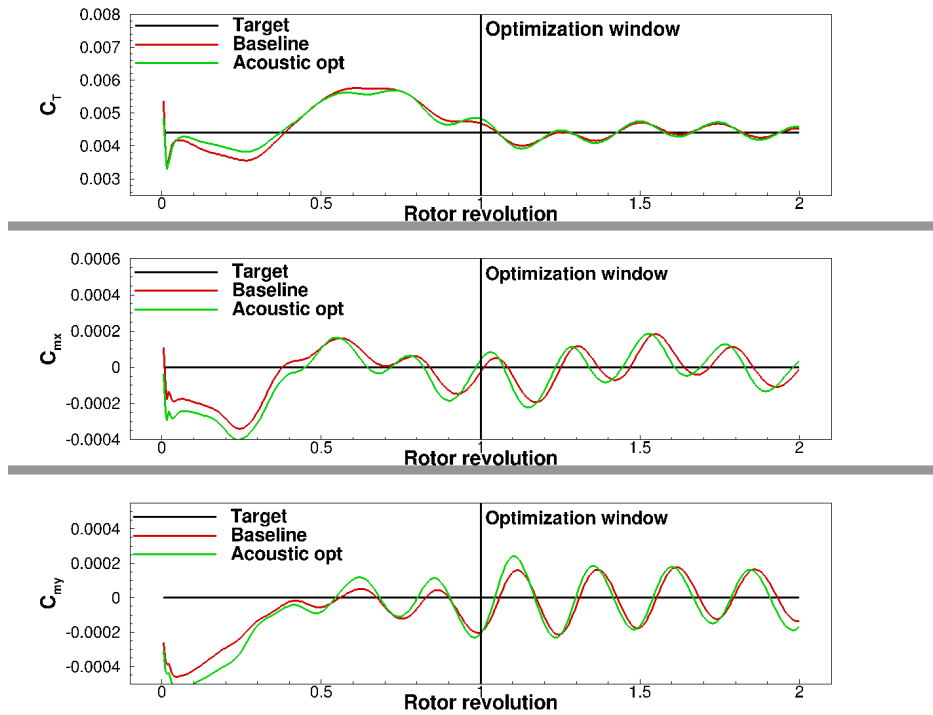 0.008
0.007
0.006
0.005
0.004
0.003
C_T
Target
Baseline
Acoustic opt
Optimization window
0 0.5 1 1.5 2
Rotor revolution
0.0006
0.0004
0.0002
0
-0.0002
-0.0004
C_mx
Target
Baseline
Acoustic opt
Optimization window
0 0.5 1 1.5 2
Rotor revolution
0.0004
0.0002
0
-0.0002
-0.0004
C_my
Target
Baseline
Acoustic opt
Optimization window
0 0.5 1 1.5 2
Rotor revolution